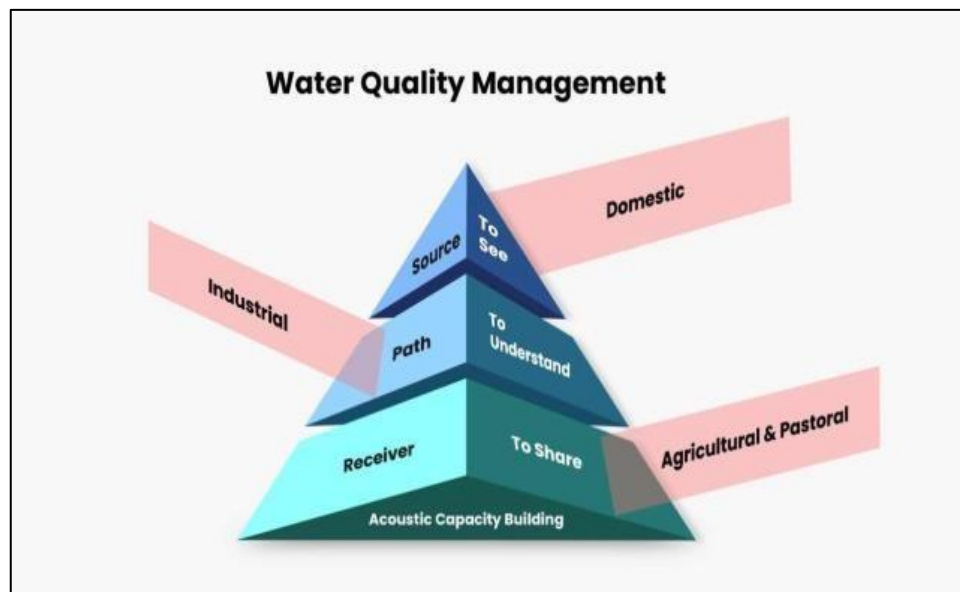 Water Quality Management
Domestic
Source
To
See
Industrial
Path
To
Understand
Receiver
To Share
Agricultural & Pastoral
Acoustic Capacity Building